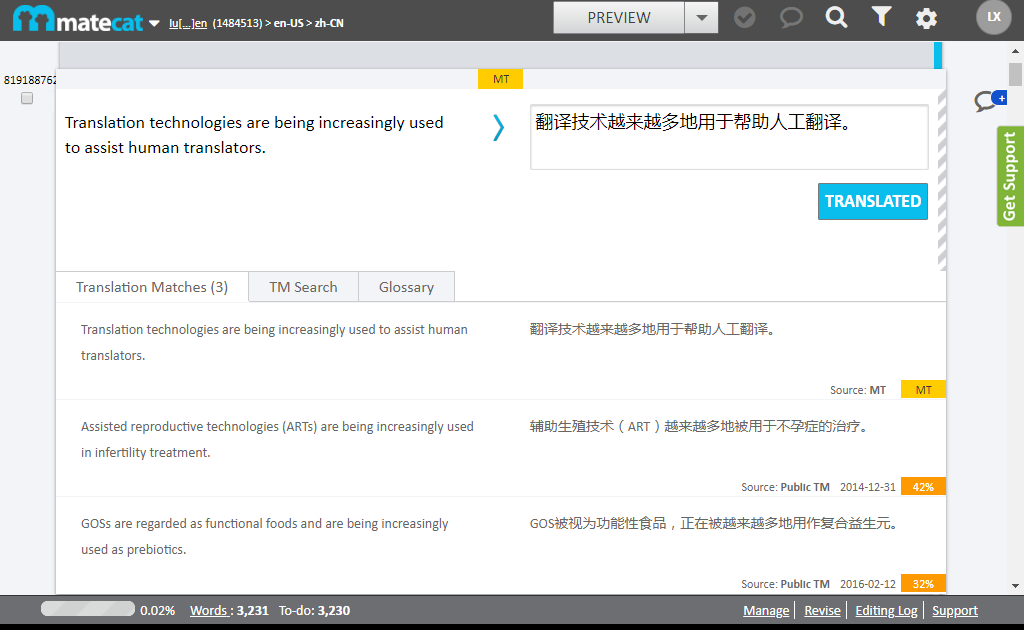 matecat lu[...]en (1484513) > en-US > zh-CN PREVIEW LX
819188762
MT
Translation technologies are being increasingly used
to assist human translators.
翻译技术越来越多地用于帮助人工翻译。
TRANSLATED
Get Support
Translation Matches (3) TM Search Glossary
Translation technologies are being increasingly used to assist human
translators.
翻译技术越来越多地用于帮助人工翻译。
Source: MT MT
Assisted reproductive technologies (ARTs) are being increasingly used
in infertility treatment.
辅助生殖技术（ART）越来越多地被用于不孕症的治疗。
Source: Public TM 2014-12-31 42%
GOSs are regarded as functional foods and are being increasingly
used as prebiotics.
GOS被视为功能性食品，正在被越来越多地用作复合益生元。
Source: Public TM 2016-02-12 32%
0.02% Words : 3,231 To-do: 3,230 Manage Revise Editing Log Support